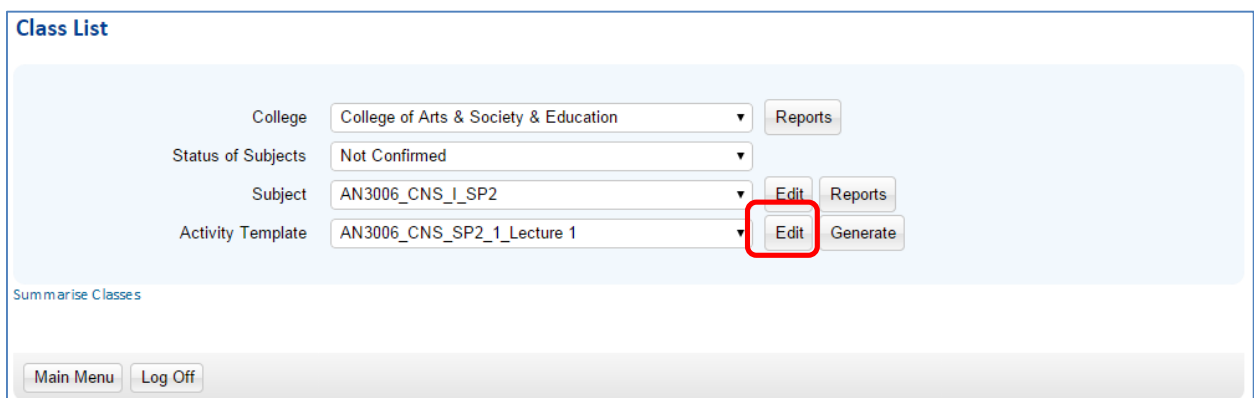 Class List
College College of Arts & Society & Education Reports
Status of Subjects Not Confirmed
Subject AN3006_CNS_I_SP2 Edit Reports
Activity Template AN3006_CNS_SP2_1_Lecture 1 Edit Generate
Summarise Classes
Main Menu Log Off